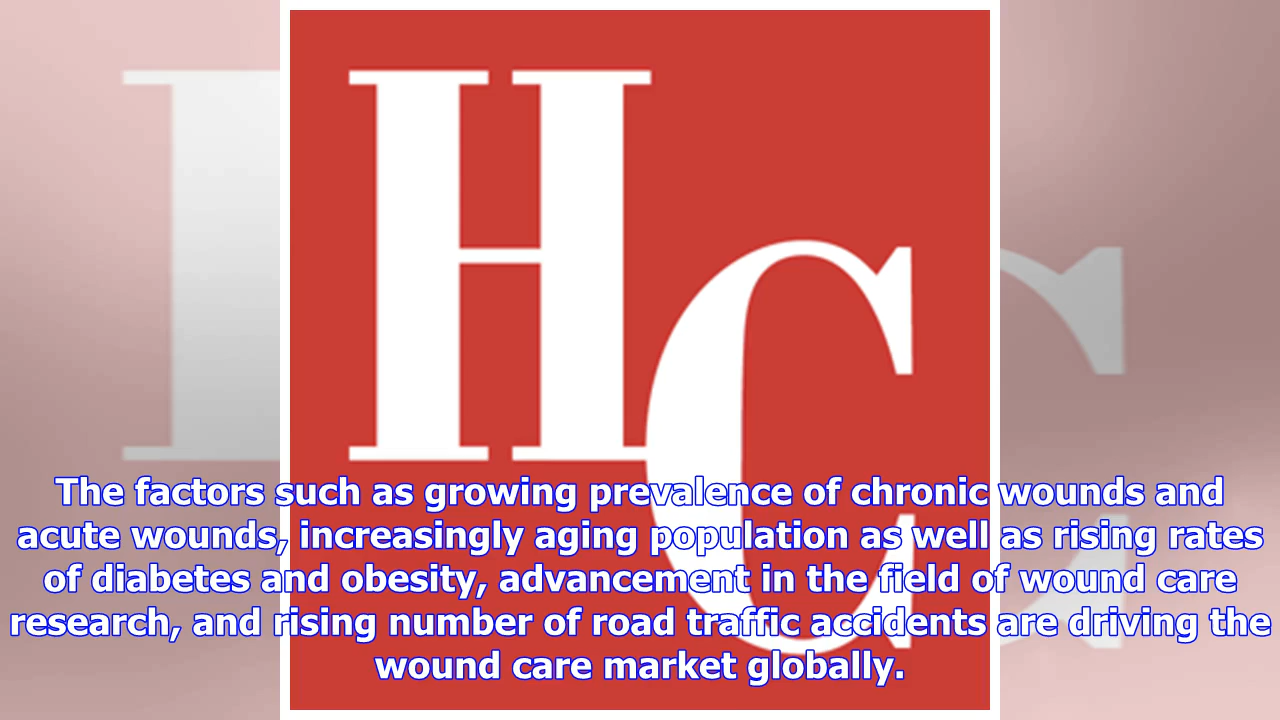 HC
The factors such as growing prevalence of chronic wounds and
acute wounds, increasingly aging population as well as rising rates
of diabetes and obesity, advancement in the field of wound care
research, and rising number of road traffic accidents are driving the
wound care market globally.